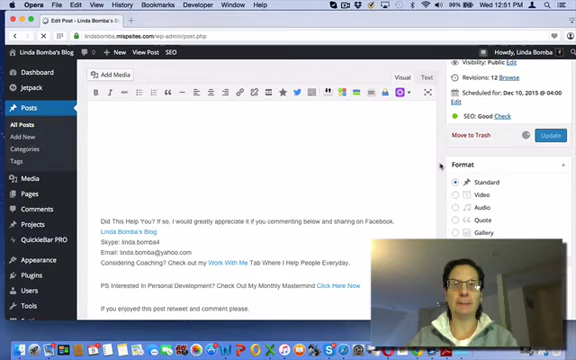 Opera File Edit View History Bookmarks Developer Window Help 99% Wed 12:51 PM
Edit Post - Linda Bomba's B
lindabomba.mispsites.com/wp-admin/post.php
Linda Bomba's Blog 0 New View Post SEO Howdy, Linda Bomba
Dashboard
Jetpack
Posts
All Posts
Add New
Categories
Tags
Media
Pages
Comments
Projects
QuickieBAR PRO
Appearance
Plugins
Users
Tools
Add Media
Visual Text
B I ABC
Did This Help You? If so, I would greatly appreciate it if you commenting below and sharing on Facebook.
Linda Bomba's Blog
Skype: linda.bomba4
Email: linda.bomba@yahoo.com
Considering Coaching? Check out my Work With Me Tab Where I Help People Everyday.
PS Interested In Personal Development? Check Out My Monthly Mastermind Click Here Now
If you enjoyed this post retweet and comment please.
Visibility: Public Edit
Revisions: 12 Browse
Scheduled for: Dec 10, 2015 @ 04:00
Edit
SEO: Good Check
Move to Trash Update
Format
Standard
Video
Audio
Quote
Gallery